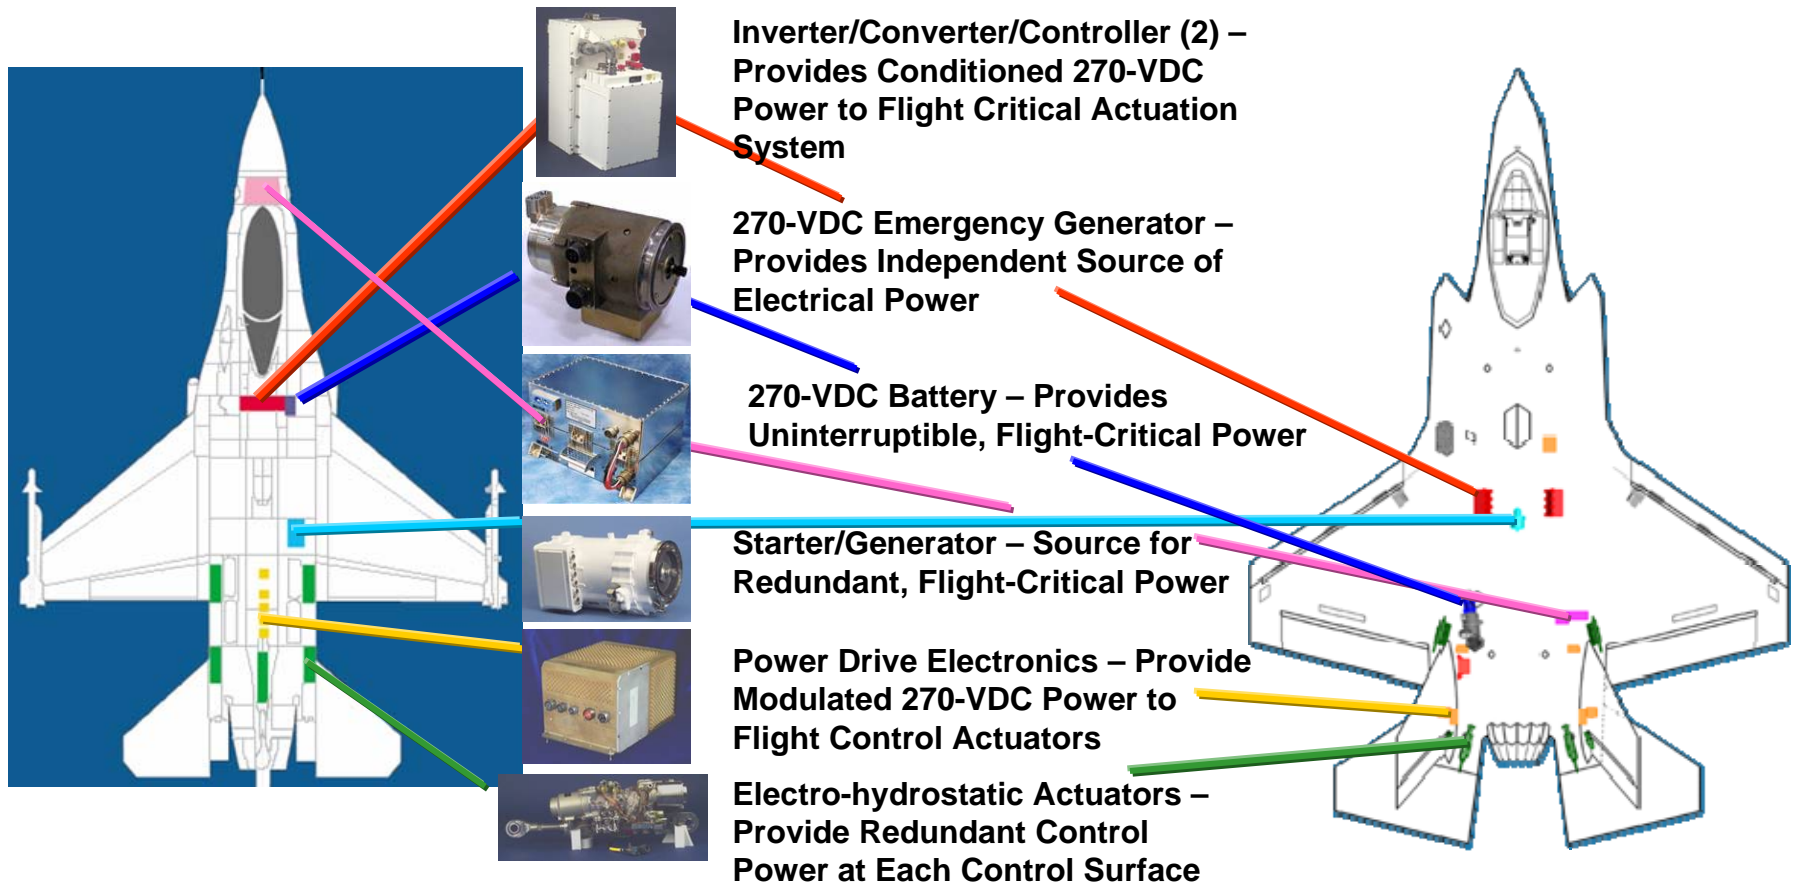 Inverter/Converter/Controller (2) –
Provides Conditioned 270-VDC
Power to Flight Critical Actuation
System
270-VDC Emergency Generator –
Provides Independent Source of
Electrical Power
270-VDC Battery – Provides
Uninterruptible, Flight-Critical Power
Starter/Generator – Source for
Redundant, Flight-Critical Power
Power Drive Electronics – Provide
Modulated 270-VDC Power to
Flight Control Actuators
Electro-hydrostatic Actuators –
Provide Redundant Control
Power at Each Control Surface